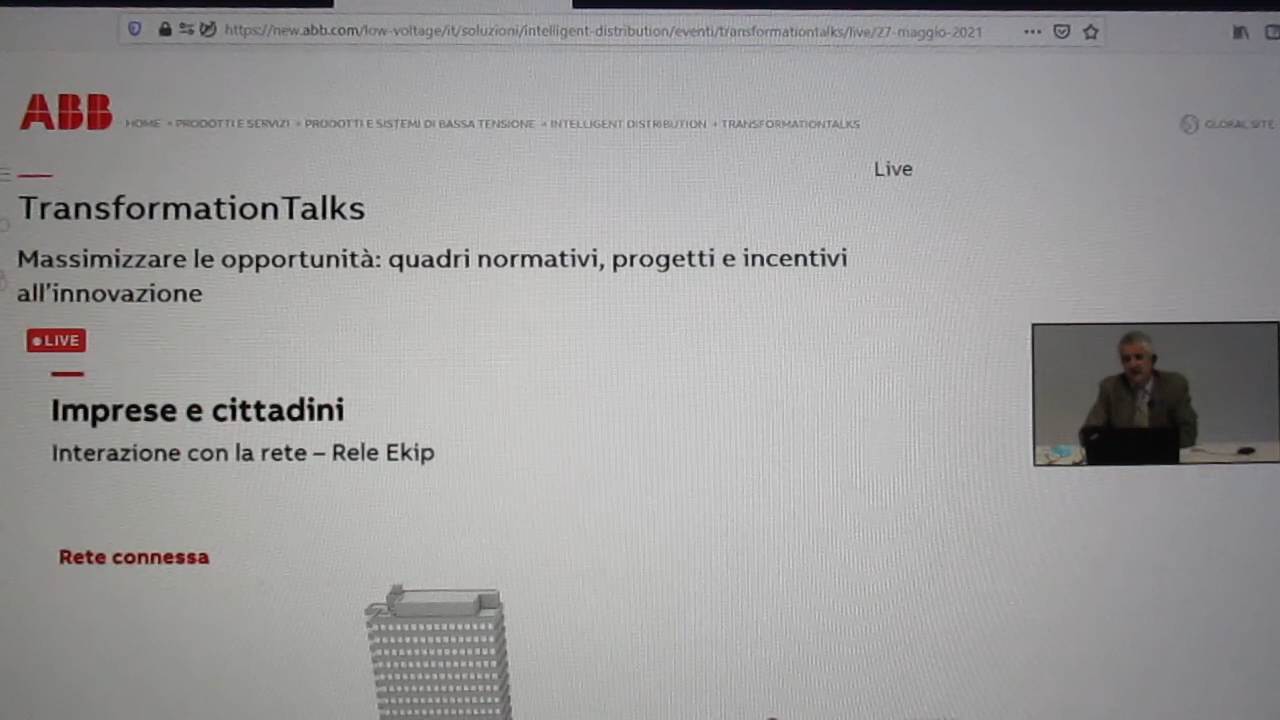 https://new.abb.com/low-voltage/it/soluzioni/intelligent-distribution/eventi/transformationtalks/live/27-maggio-2021
ABB
HOME › PRODOTTI E SERVIZI › PRODOTTI E SISTEMI DI BASSA TENSIONE › INTELLIGENT DISTRIBUTION › TRANSFORMATIONTALKS
GLOBAL SITE
Live
TransformationTalks
Massimizzare le opportunità: quadri normativi, progetti e incentivi
all'innovazione
LIVE
Imprese e cittadini
Interazione con la rete – Rele Ekip
Rete connessa